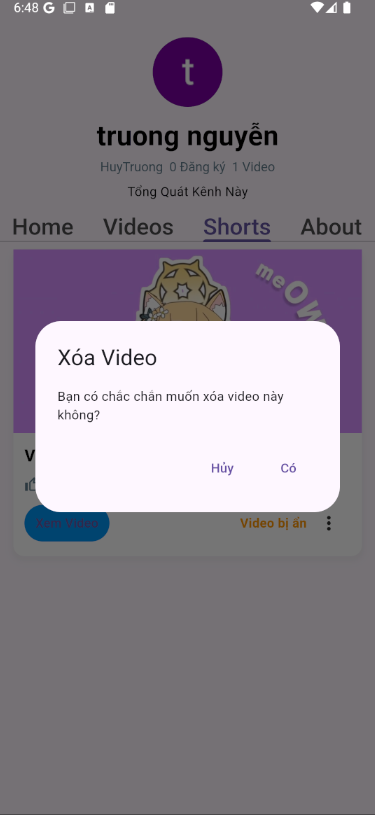 6:48
t
truong nguyễn
HuyTruong 0 Đăng ký 1 Video
Tổng Quát Kênh Này
Home Videos Shorts About
meow
Xóa Video
Bạn có chắc chắn muốn xóa video này
không?
Hủy Có
V
Xem Video Video bị ẩn